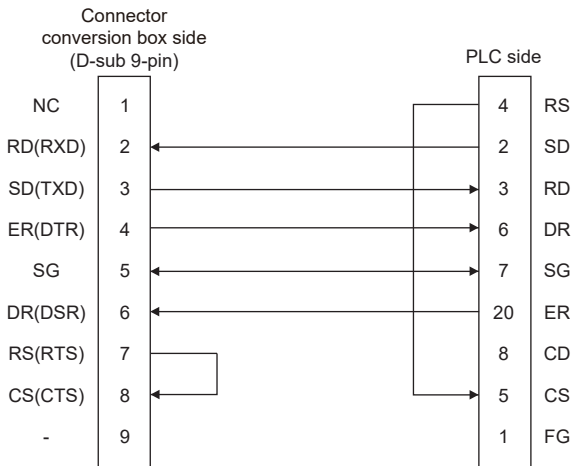 Connector
conversion box side
(D-sub 9-pin)
PLC side
NC 1 4 RS
RD(RXD) 2 2 SD
SD(TXD) 3 3 RD
ER(DTR) 4 6 DR
SG 5 7 SG
DR(DSR) 6 20 ER
RS(RTS) 7 8 CD
CS(CTS) 8 5 CS
- 9 1 FG